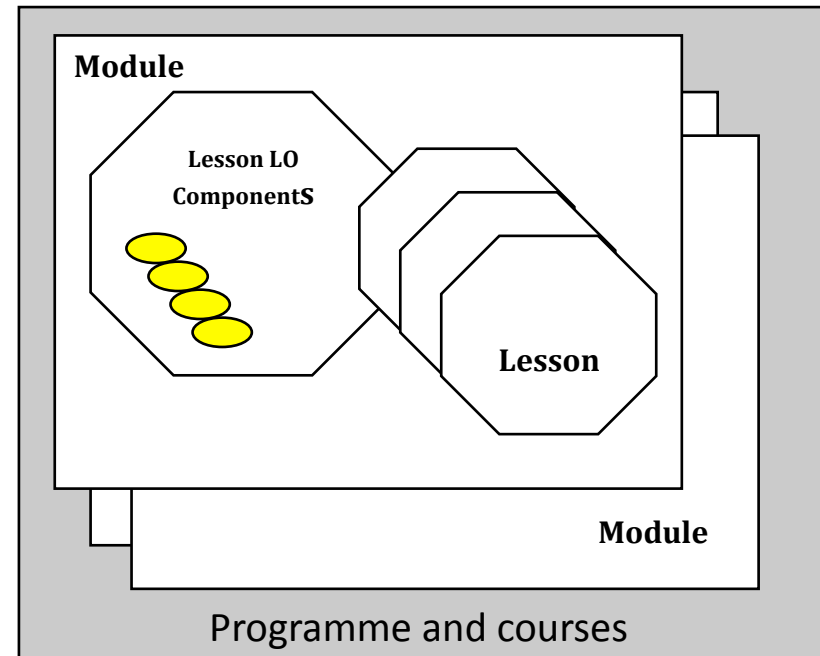 Module
Lesson LO
Components
Lesson
Module
Programme and courses